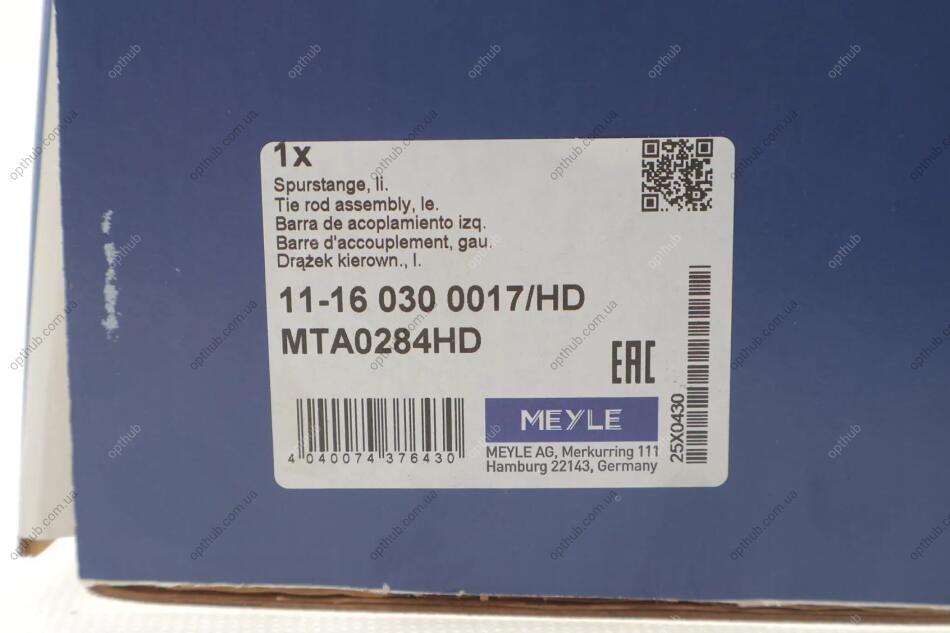 1x
Spurstange, li.
Tie rod assembly, le.
Barra de acoplamiento izq.
Barre d'accouplement, gau.
Drążek kierown., l.
11-16 030 0017/HD
MTA0284HD
EAC
4 040074 376430
MEYLE
MEYLE AG, Merkurring 111
Hamburg 22143, Germany
25X0430
opthub
opthub.com.ua